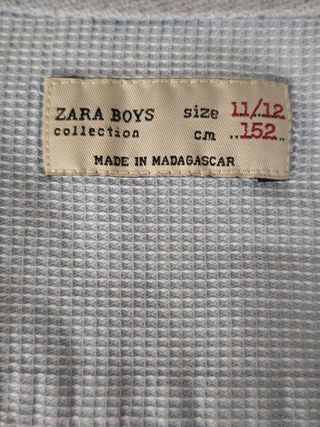 ZARA BOYS size 11/12
collection cm ..152..
MADE IN MADAGASCAR